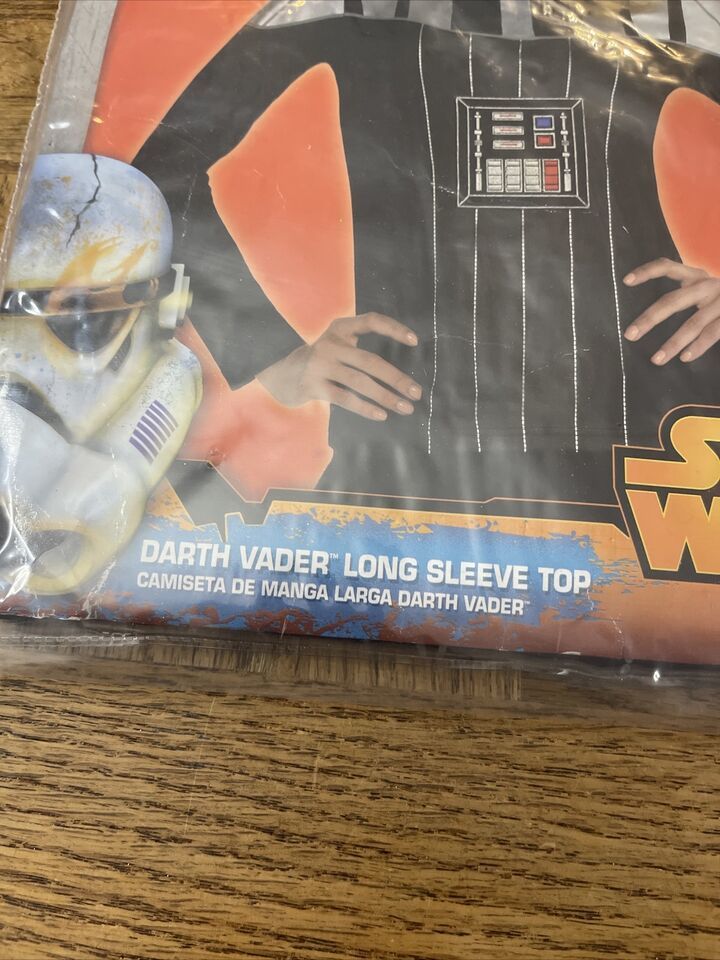 DARTH VADER™ LONG SLEEVE TOP
CAMISETA DE MANGA LARGA DARTH VADER™